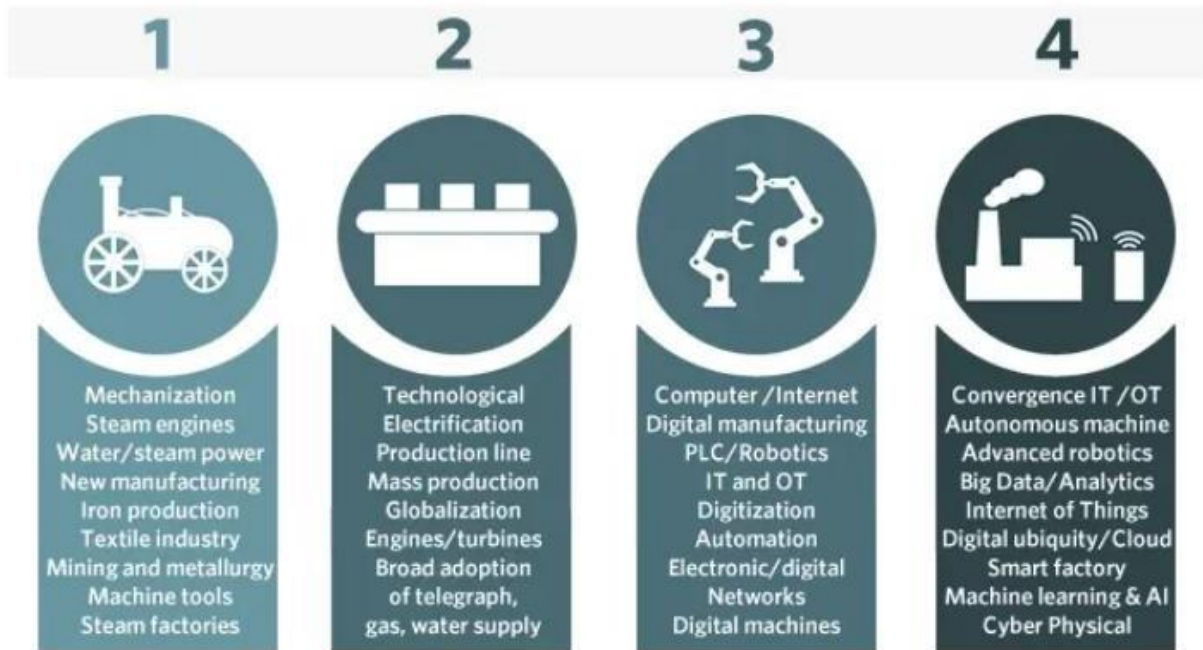 1
2
3
4
Mechanization
Steam engines
Water/steam power
New manufacturing
Iron production
Textile industry
Mining and metallurgy
Machine tools
Steam factories
Technological
Electrification
Production line
Mass production
Globalization
Engines/turbines
Broad adoption
of telegraph,
gas, water supply
Computer /Internet
Digital manufacturing
PLC/Robotics
IT and OT
Digitization
Automation
Electronic/digital
Networks
Digital machines
Convergence IT /OT
Autonomous machine
Advanced robotics
Big Data/Analytics
Internet of Things
Digital ubiquity/Cloud
Smart factory
Machine learning & AI
Cyber Physical